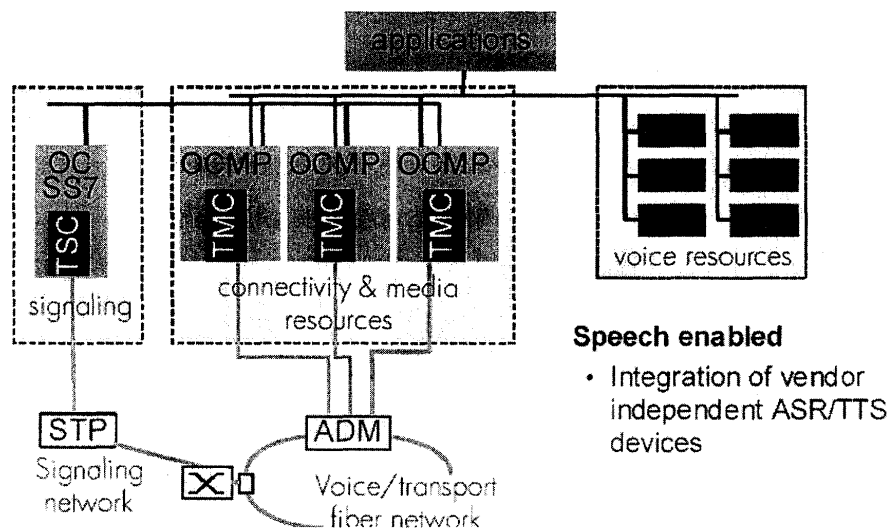 applications
OC
SS7
TSC
signaling
OCMP
TMC
OCMP
TMC
OCMP
TMC
connectivity & media
resources
voice resources
Speech enabled
• Integration of vendor
independent ASR/TTS
devices
STP
Signaling
network
ADM
Voice/transport
fiber network